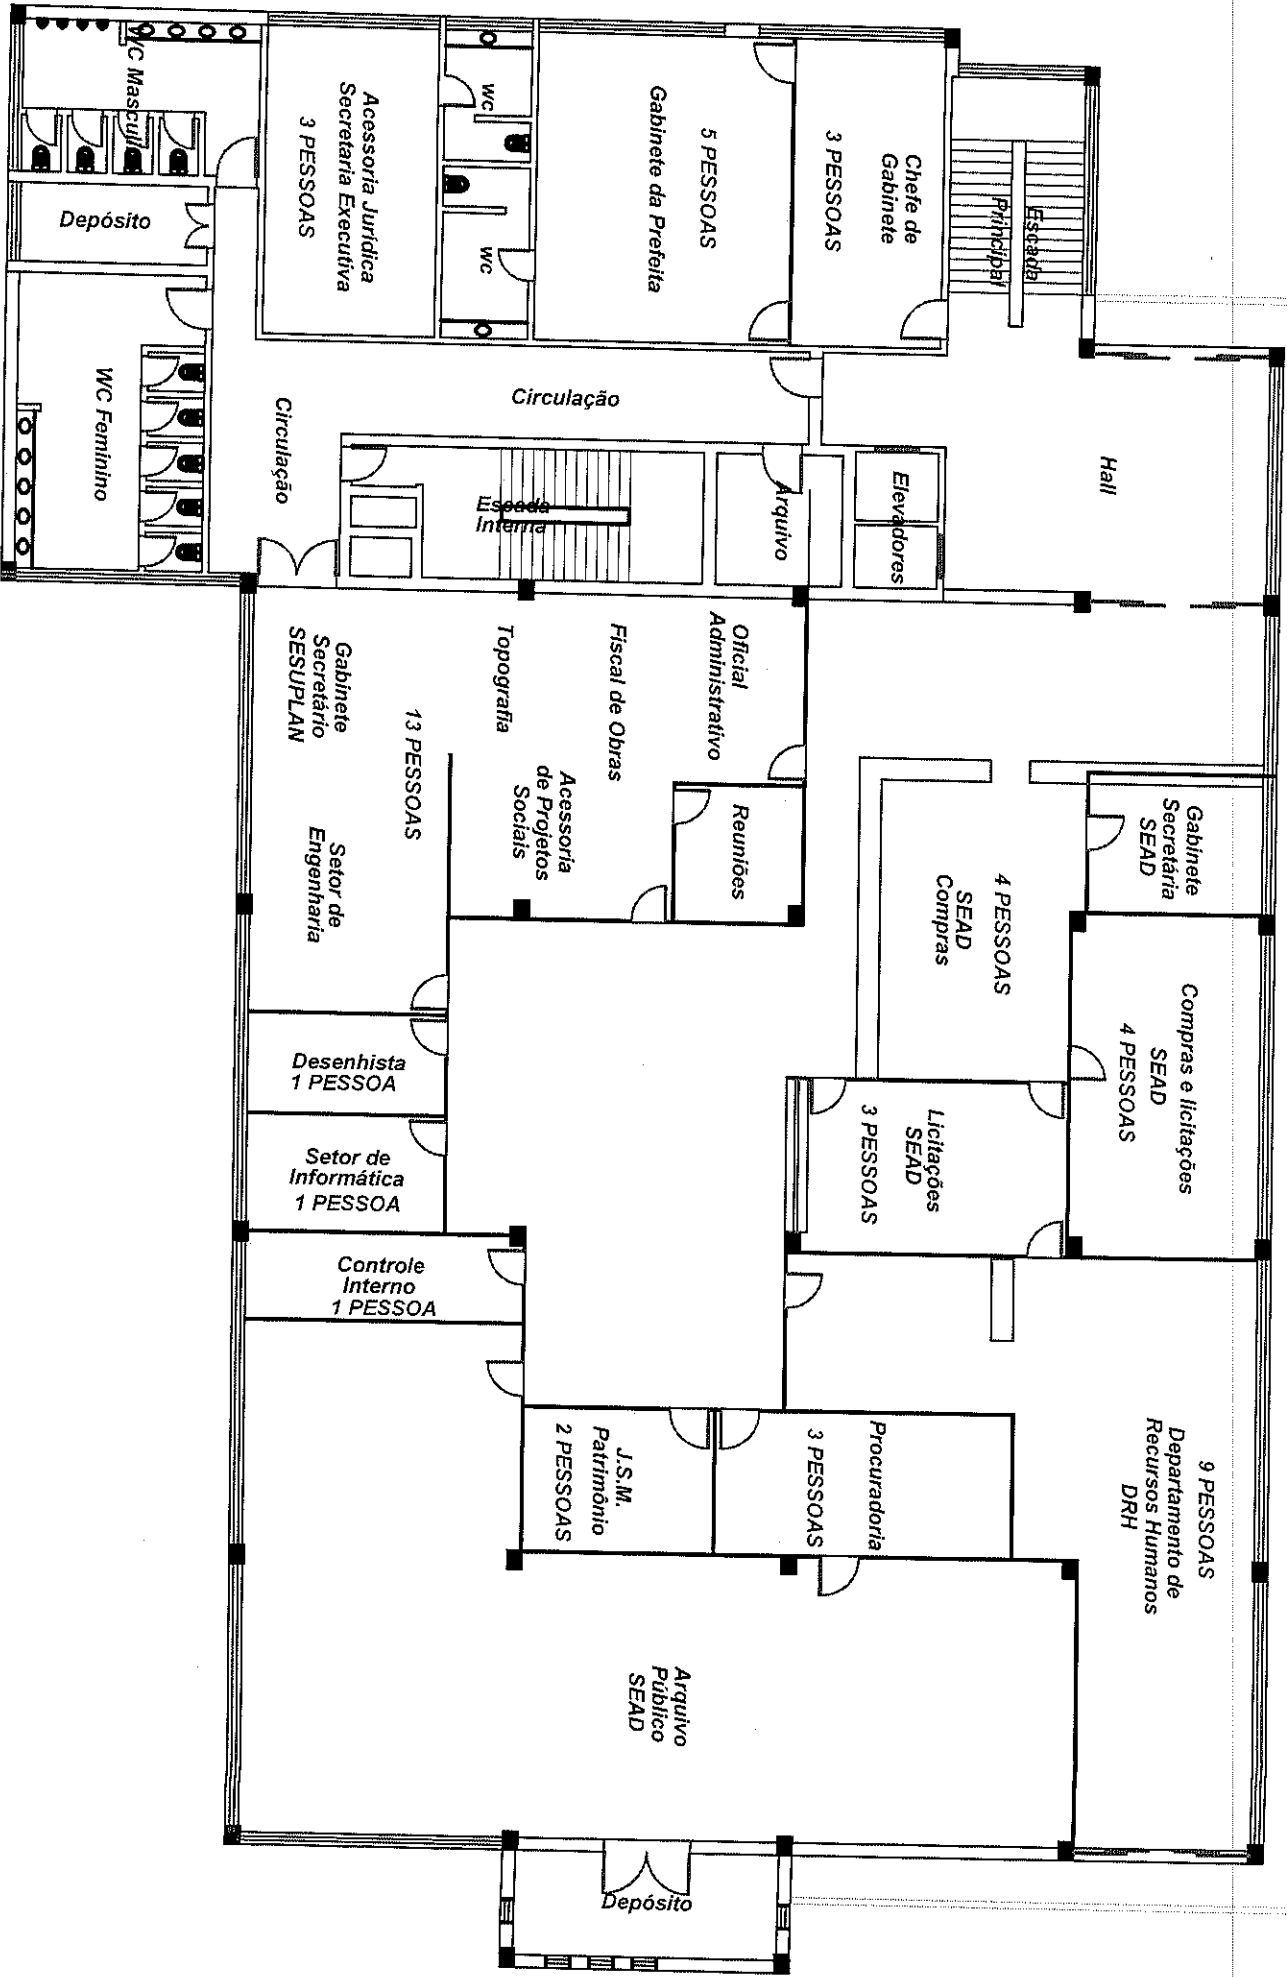 WC Mascul
Acessoria Jurídica
Secretaria Executiva
3 PESSOAS
wc
wc
5 PESSOAS
Gabinete da Prefeita
Chefe de
Gabinete
3 PESSOAS
Escada
Principal
Depósito
WC Feminino
Circulação
Circulação
Escada
Interna
Arquivo
Elevadores
Hall
Gabinete
Secretário
SESUPLAN
13 PESSOAS
Topografia
Fiscal de Obras
Oficial
Administrativo
Acessoria
de Projetos
Sociais
Reuniões
Setor de
Engenharia
4 PESSOAS
SEAD
Compras
Gabinete
Secretária
SEAD
Compras e licitações
SEAD
4 PESSOAS
Desenhista
1 PESSOA
Setor de
Informática
1 PESSOA
Licitações
SEAD
3 PESSOAS
Controle
Interno
1 PESSOA
J.S.M.
Patrimônio
2 PESSOAS
Procuradoria
3 PESSOAS
9 PESSOAS
Departamento de
Recursos Humanos
DRH
Arquivo
Público
SEAD
Depósito